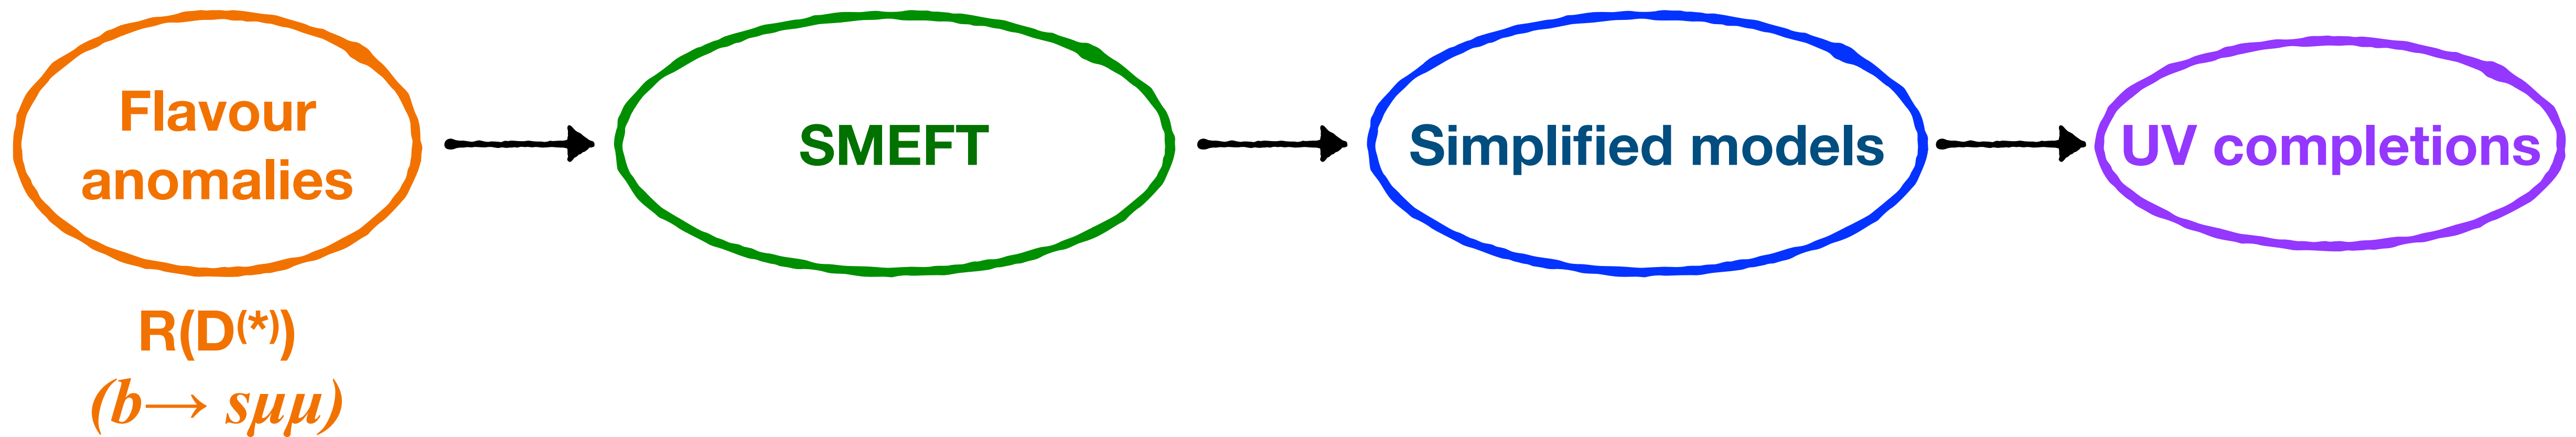 Flavour
anomalies
SMEFT
Simplified models
UV completions
R(D(*))
(b→ sμμ)